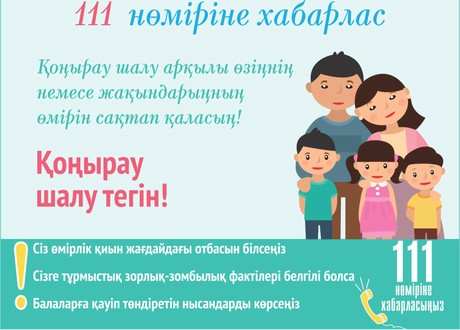 111 нөміріне хабарлас
Қоңырау шалу арқылы өзіңнің
немесе жақындарыңның
өмірін сақтап қаласың!
Қоңырау
шалу тегін!
Сіз өмірлік қиын жағдайдағы отбасын білсеңіз
Сізге тұрмыстық зорлық-зомбылық фактілері белгілі болса
Балаларға қауіп төндіретін нысандарды көрсеңіз
111
нөміріне
хабарласыңыз